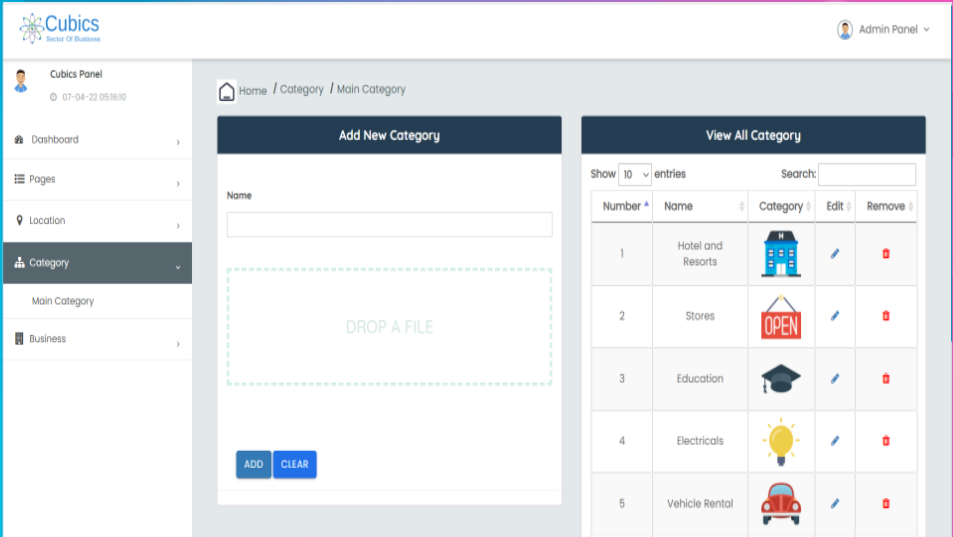 Cubics
Sector Of Business
Admin Panel
Cubics Panel
07-04-22 05:16:10
Dashboard
Pages
Location
Category
Main Category
Business
Home / Category / Main Category
Add New Category
Name
DROP A FILE
ADD CLEAR
View All Category
Show 10 entries Search:
Number Name Category Edit Remove
1 Hotel and Resorts H
2 Stores OPEN
3 Education
4 Electricals
5 Vehicle Rental